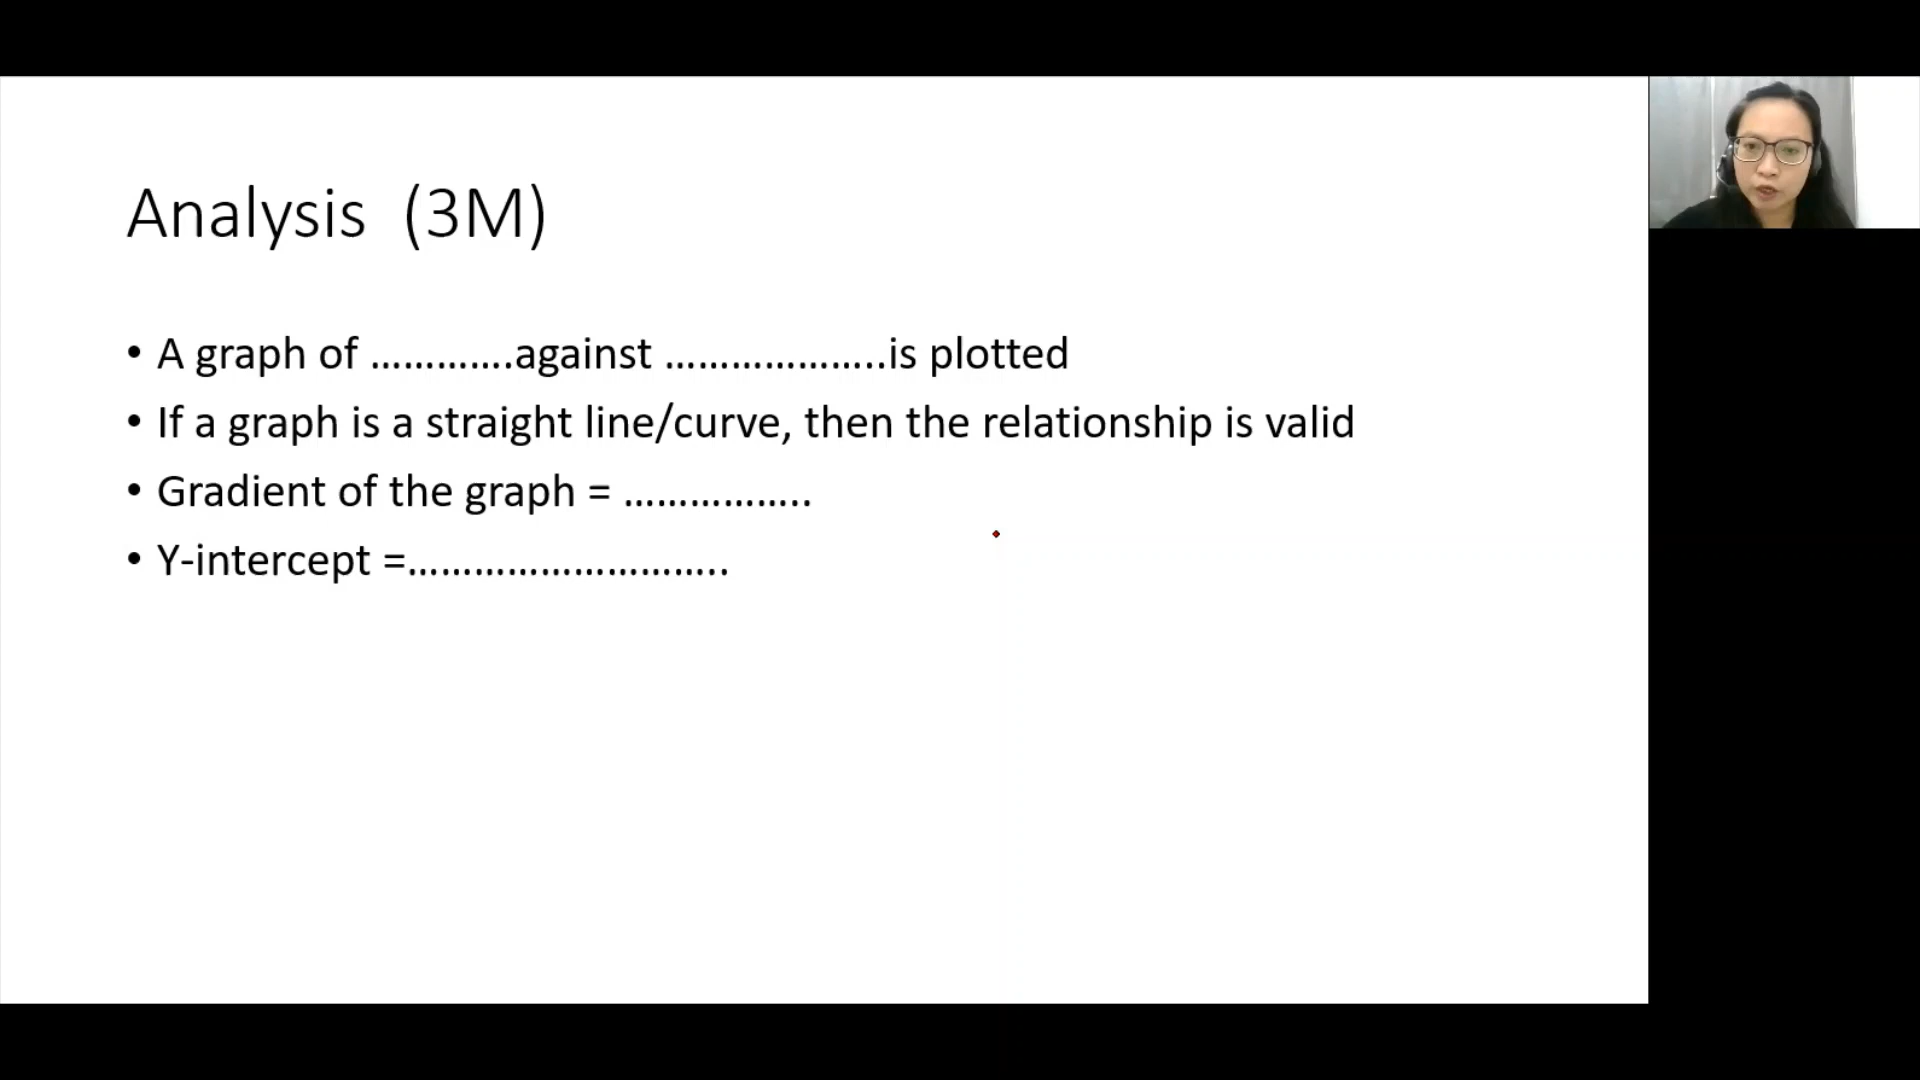 Analysis (3M)
• A graph of ………….against ………………..is plotted
• If a graph is a straight line/curve, then the relationship is valid
• Gradient of the graph = ……………..
• Y-intercept =………………………..